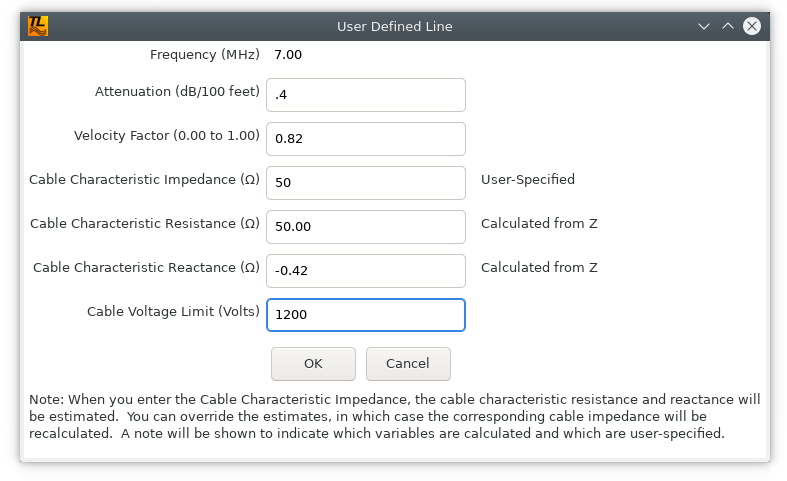 TL
User Defined Line
Frequency (MHz) 7.00
Attenuation (dB/100 feet) .4
Velocity Factor (0.00 to 1.00) 0.82
Cable Characteristic Impedance (Ω) 50 User-Specified
Cable Characteristic Resistance (Ω) 50.00 Calculated from Z
Cable Characteristic Reactance (Ω) -0.42 Calculated from Z
Cable Voltage Limit (Volts) 1200
OK Cancel
Note: When you enter the Cable Characteristic Impedance, the cable characteristic resistance and reactance will
be estimated.  You can override the estimates, in which case the corresponding cable impedance will be
recalculated.  A note will be shown to indicate which variables are calculated and which are user-specified.